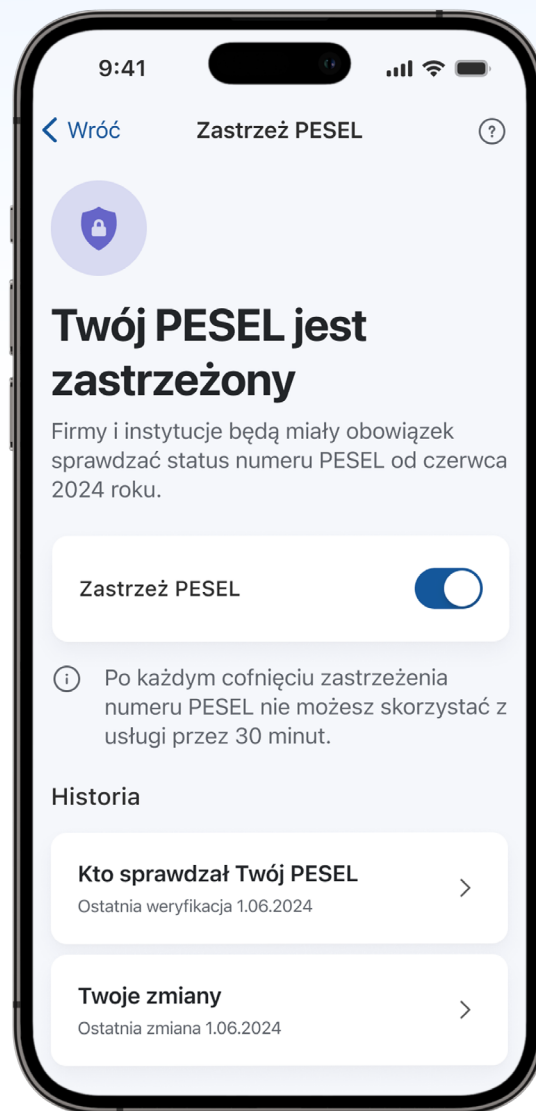 9:41
Wróć
Zastrzeż PESEL
?
Twój PESEL jest
zastrzeżony
Firmy i instytucje będą miały obowiązek
sprawdzać status numeru PESEL od czerwca
2024 roku.
Zastrzeż PESEL
Po każdym cofnięciu zastrzeżenia
numeru PESEL nie możesz skorzystać z
usługi przez 30 minut.
Historia
Kto sprawdzał Twój PESEL
Ostatnia weryfikacja 1.06.2024
Twoje zmiany
Ostatnia zmiana 1.06.2024